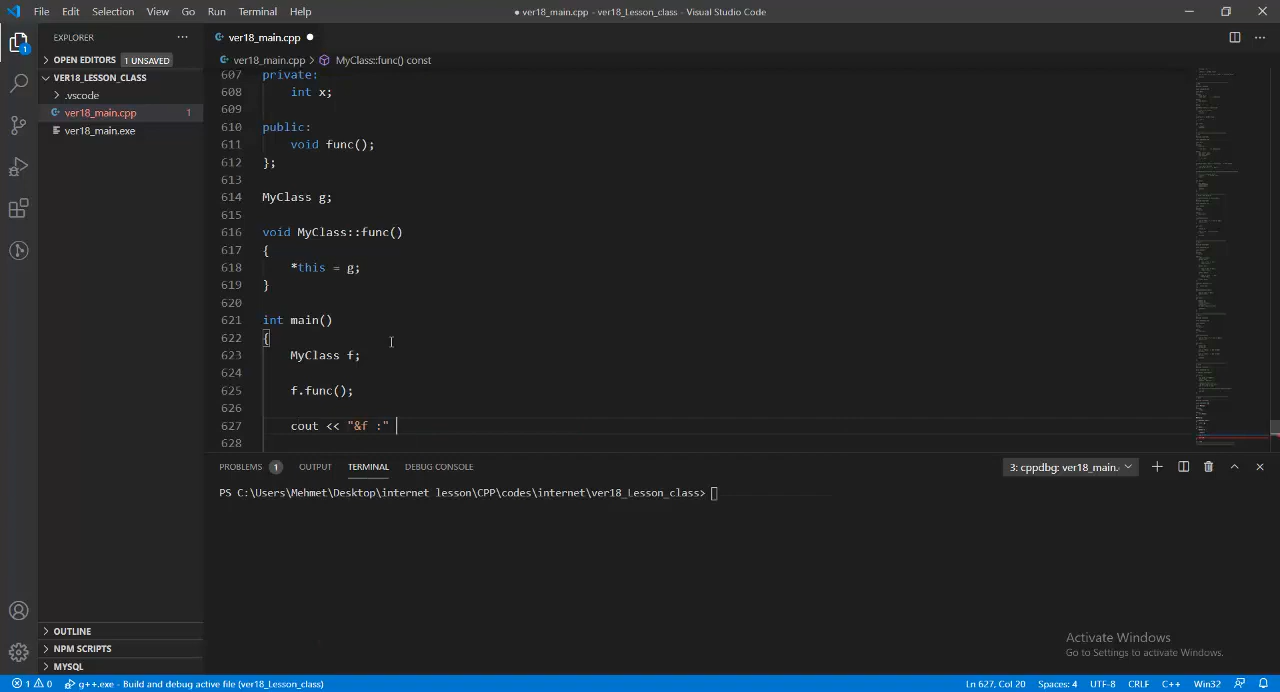 File Edit Selection View Go Run Terminal Help
● ver18_main.cpp - ver18_Lesson_class - Visual Studio Code
EXPLORER
OPEN EDITORS 1 UNSAVED
VER18_LESSON_CLASS
.vscode
ver18_main.cpp 1
ver18_main.exe
OUTLINE
NPM SCRIPTS
MYSQL
1
ver18_main.cpp ●
ver18_main.cpp > MyClass::func() const
607 private:
608 int x;
609
610 public:
611 void func();
612 };
613
614 MyClass g;
615
616 void MyClass::func()
617 {
618 *this = g;
619 }
620
621 int main()
622 {
623 MyClass f;
624
625 f.func();
626
627 cout << "&f :"
628
PROBLEMS 1 OUTPUT TERMINAL DEBUG CONSOLE
3: cppdbg: ver18_main.
PS C:\Users\Mehmet\Desktop\internet lesson\CPP\codes\internet\ver18_Lesson_class>
Activate Windows
Go to Settings to activate Windows.
1 0 g++.exe - Build and debug active file (ver18_Lesson_class)
Ln 627, Col 20 Spaces: 4 UTF-8 CRLF C++ Win32